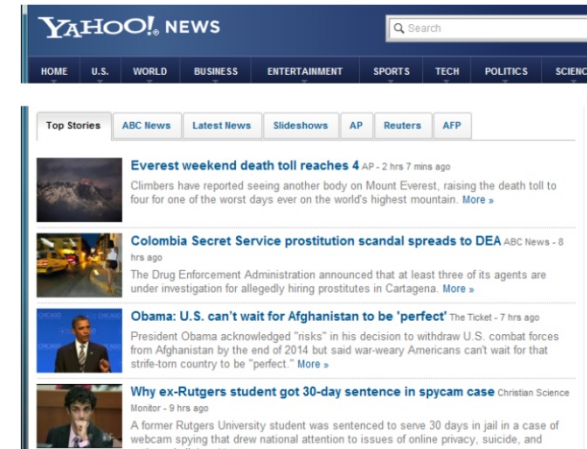 YAHOO! NEWS
Search
HOME U.S. WORLD BUSINESS ENTERTAINMENT SPORTS TECH POLITICS SCIENC
Top Stories ABC News Latest News Slideshows AP Reuters AFP
Everest weekend death toll reaches 4 AP - 2 hrs 7 mins ago
Climbers have reported seeing another body on Mount Everest, raising the death toll to
four for one of the worst days ever on the world's highest mountain. More »
Colombia Secret Service prostitution scandal spreads to DEA ABC News - 8
hrs ago
The Drug Enforcement Administration announced that at least three of its agents are
under investigation for allegedly hiring prostitutes in Cartagena. More »
Obama: U.S. can't wait for Afghanistan to be 'perfect' The Ticket - 7 hrs ago
President Obama acknowledged "risks" in his decision to withdraw U.S. combat forces
from Afghanistan by the end of 2014 but said war-weary Americans can't wait for that
strife-torn country to be "perfect." More »
Why ex-Rutgers student got 30-day sentence in spycam case Christian Science
Monitor - 9 hrs ago
A former Rutgers University student was sentenced to serve 30 days in jail in a case of
webcam spying that drew national attention to issues of online privacy, suicide, and